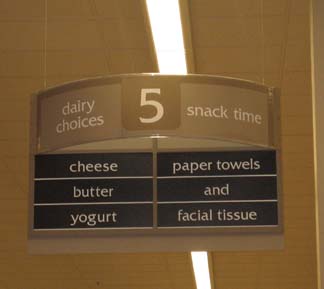 dairy
choices
5
snack time
cheese
butter
yogurt
paper towels
and
facial tissue